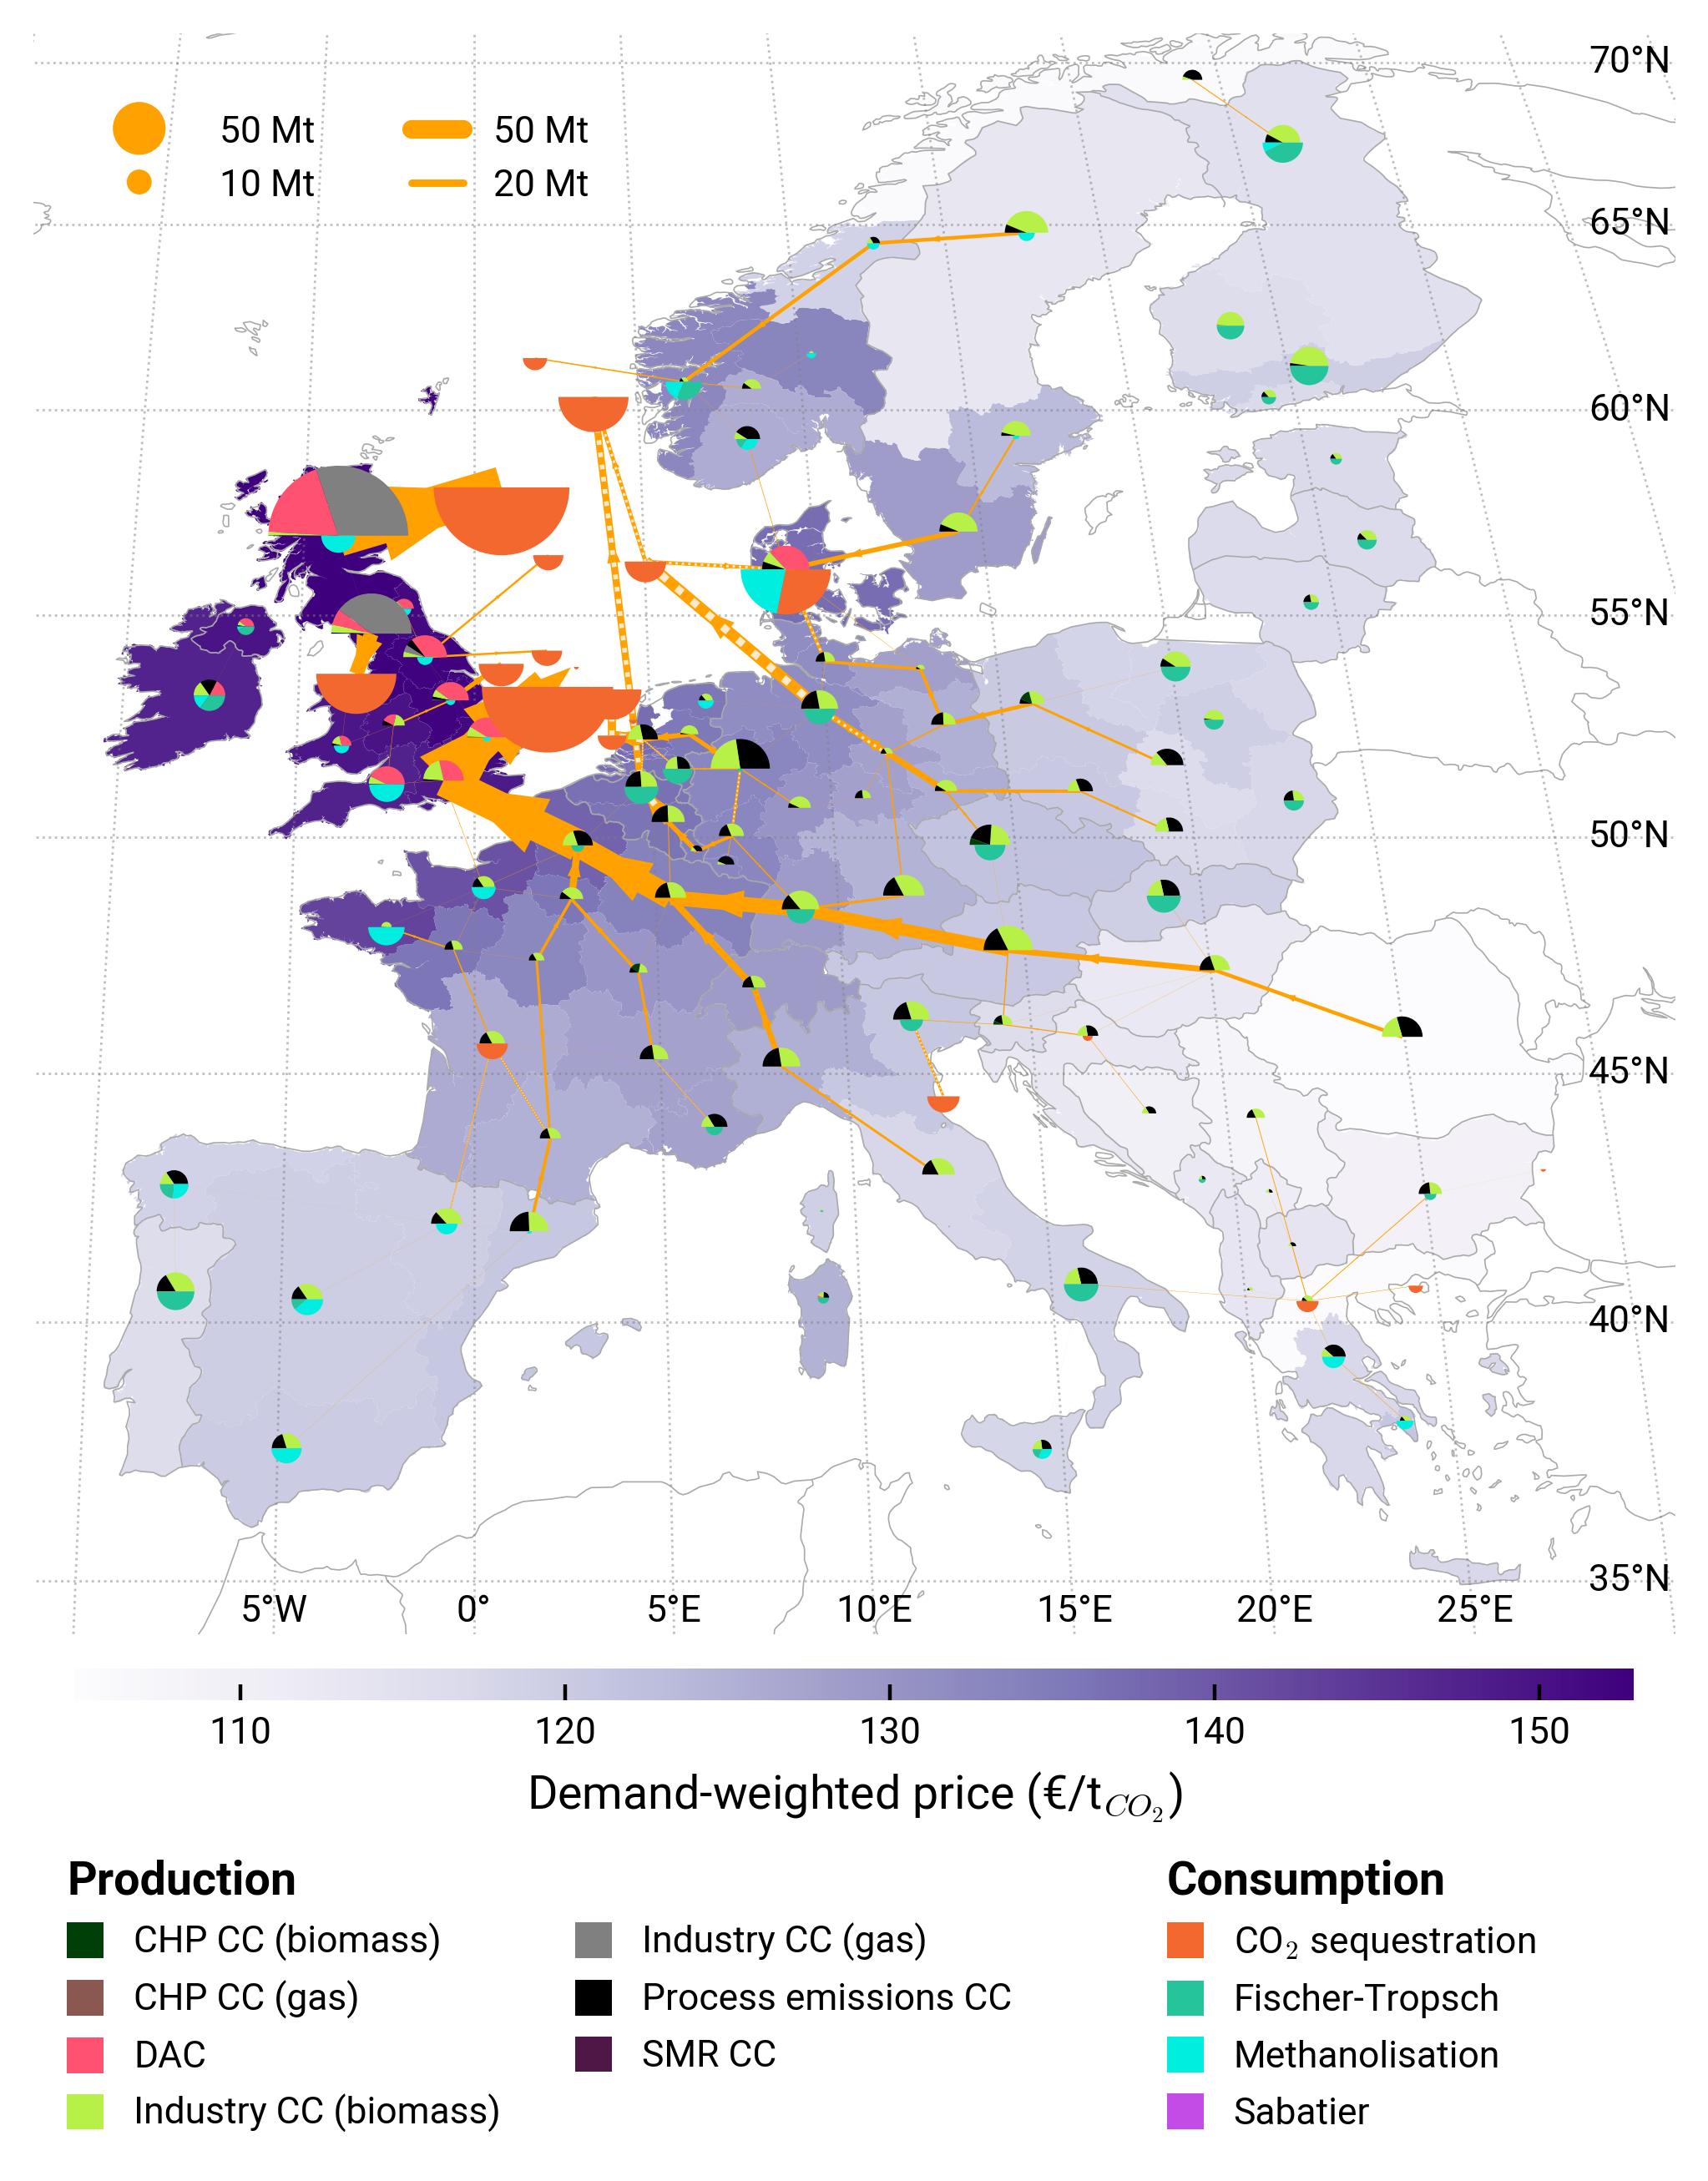 70°N
50 Mt
50 Mt
10 Mt
20 Mt
65°N
60°N
55°N
50°N
45°N
40°N
35°N
5°W
0°
5°E
10°E
15°E
20°E
25°E
110
120
130
140
150
Demand-weighted price (€/t_CO₂)
Production
CHP CC (biomass)
CHP CC (gas)
DAC
Industry CC (biomass)
Industry CC (gas)
Process emissions CC
SMR CC
Consumption
CO₂ sequestration
Fischer-Tropsch
Methanolisation
Sabatier